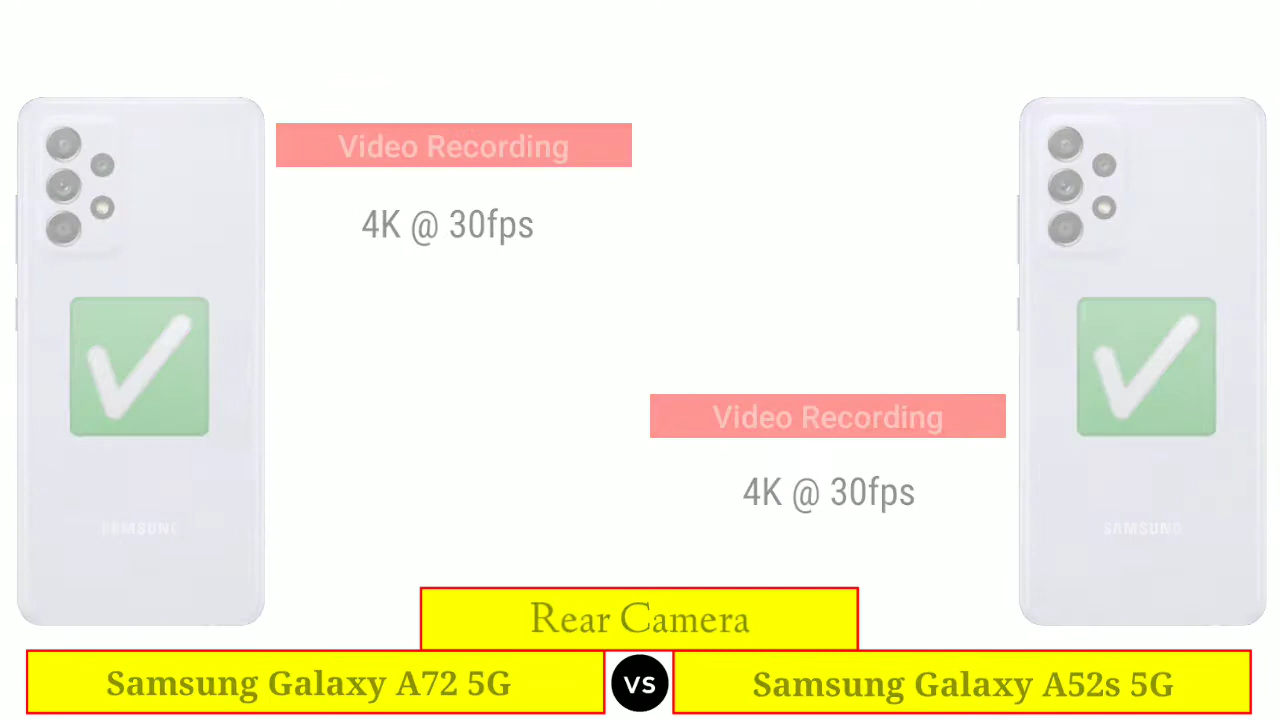 Video Recording
4K @ 30fps
Video Recording
4K @ 30fps
SAMSUNG
SAMSUNG
Rear Camera
Samsung Galaxy A72 5G
VS
Samsung Galaxy A52s 5G